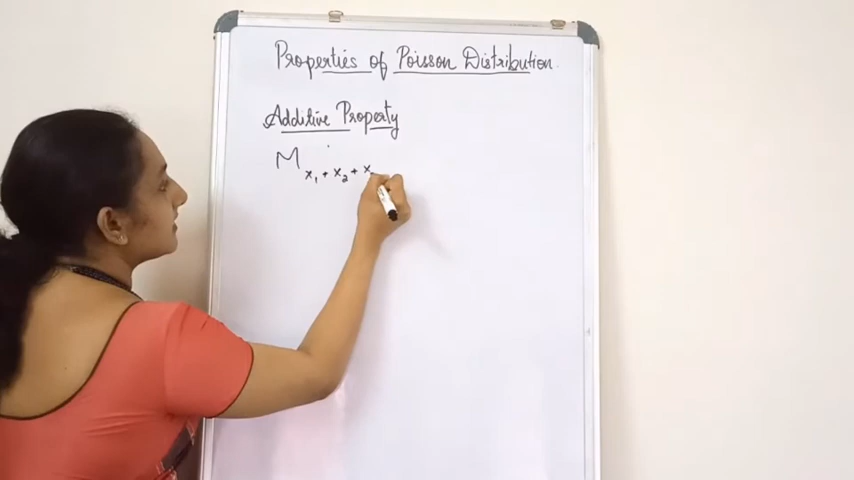 Properties of Poisson Distribution.
Additive Property
M x₁ + x₂ + x